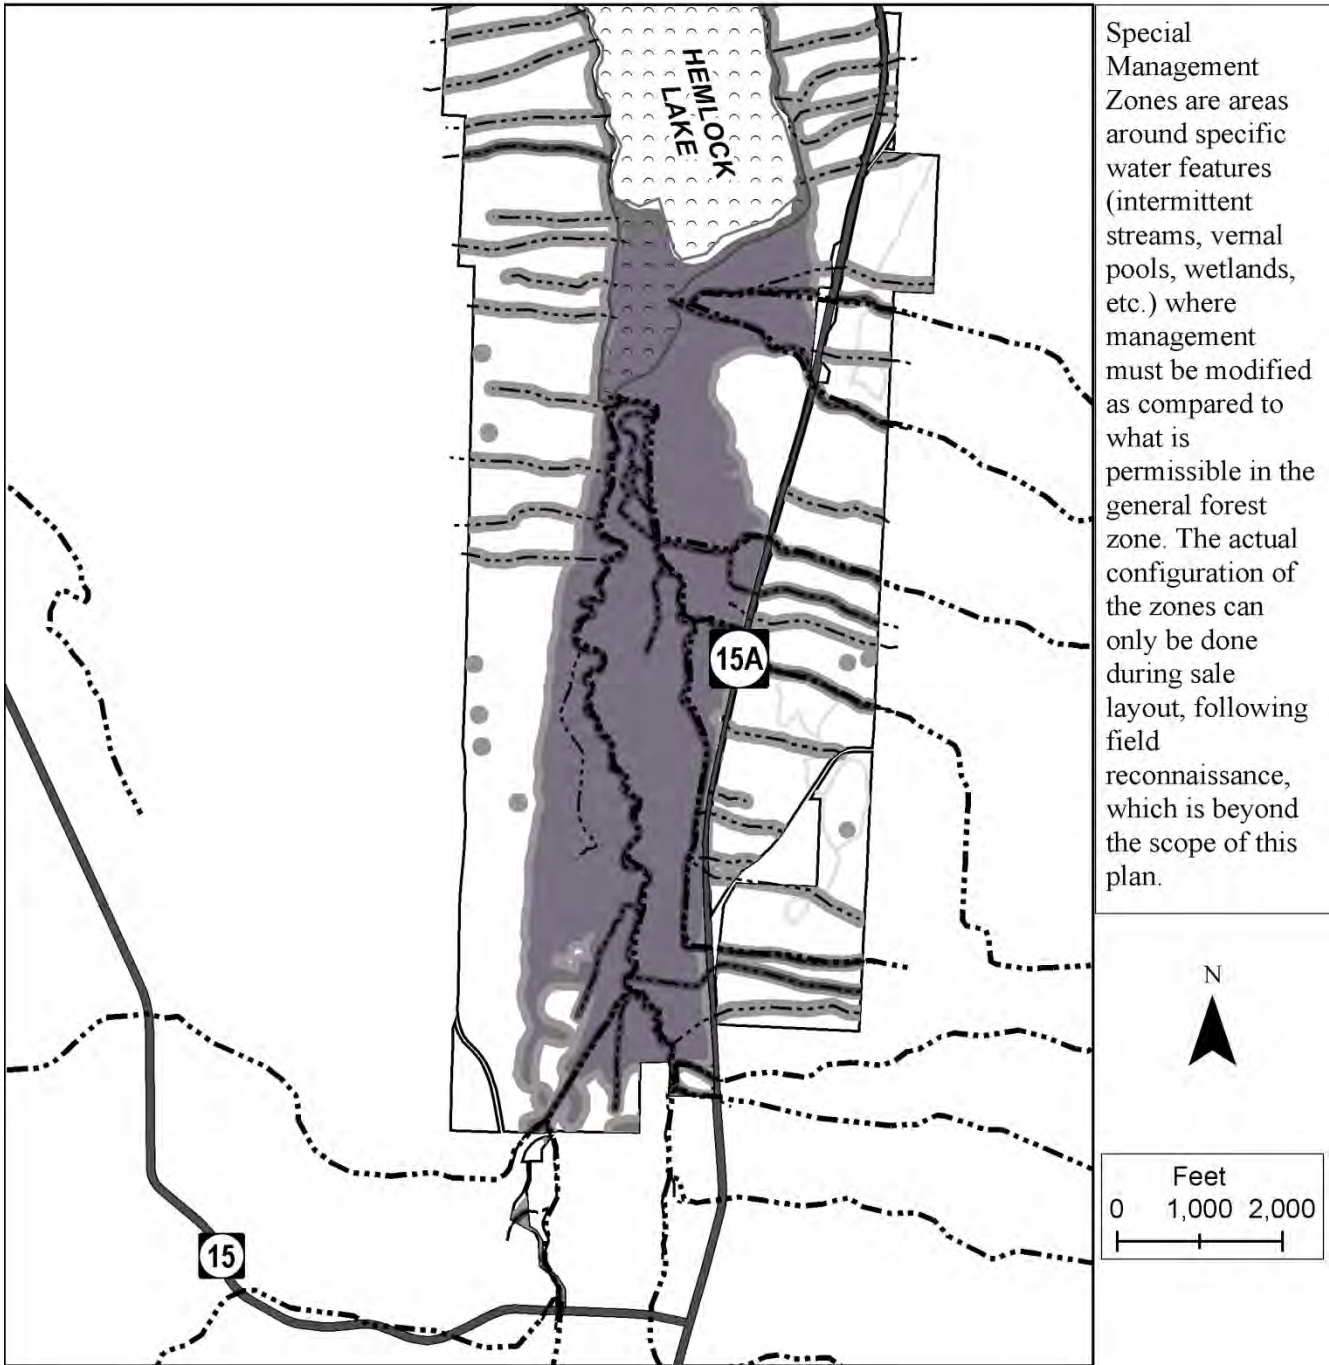 HEMLOCK
LAKE
15A
15
Special
Management
Zones are areas
around specific
water features
(intermittent
streams, vernal
pools, wetlands,
etc.) where
management
must be modified
as compared to
what is
permissible in the
general forest
zone. The actual
configuration of
the zones can
only be done
during sale
layout, following
field
reconnaissance,
which is beyond
the scope of this
plan.
N
Feet
0 1,000 2,000